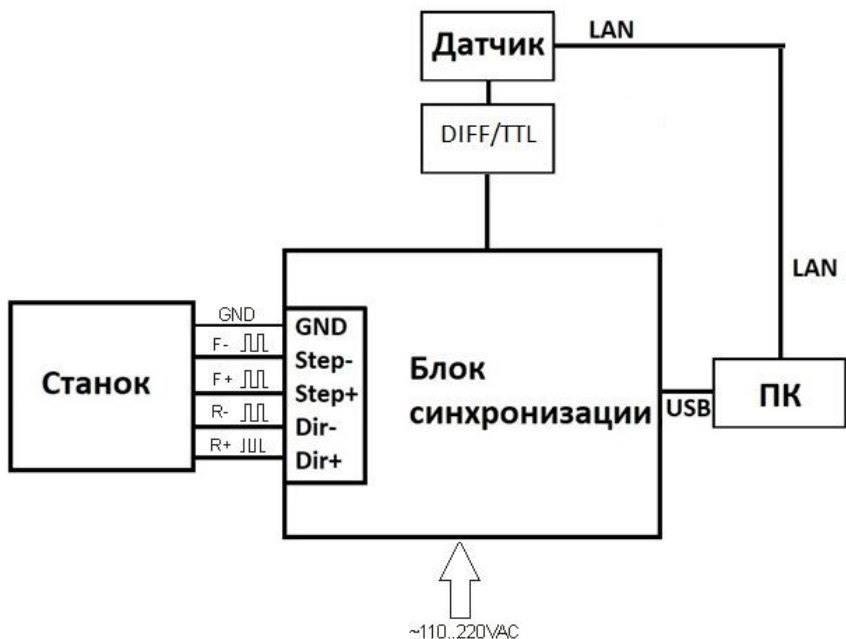 Датчик
LAN
DIFF/TTL
LAN
GND
F-
F+
R-
R+
Станок
GND
Step-
Step+
Dir-
Dir+
Блок
синхронизации
USB
ПК
~110..220VAC